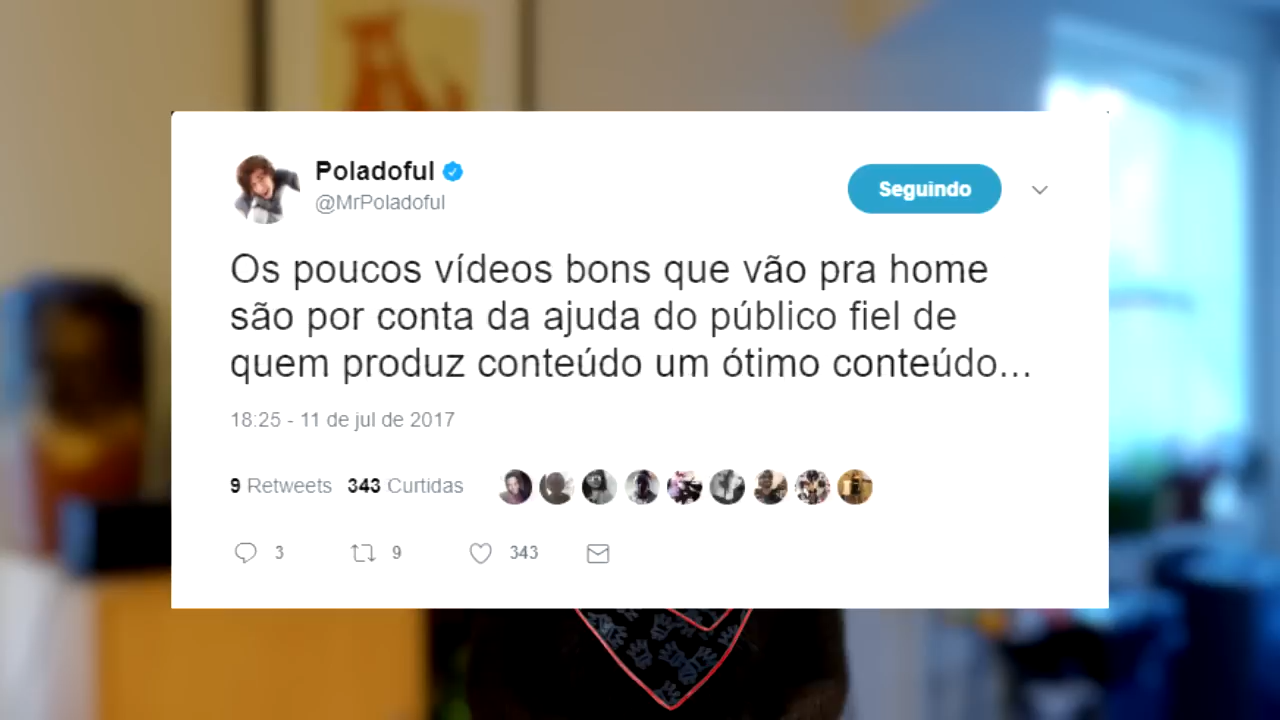 Poladoful
@MrPoladoful
Seguindo
Os poucos vídeos bons que vão pra home
são por conta da ajuda do público fiel de
quem produz conteúdo um ótimo conteúdo...
18:25 - 11 de jul de 2017
9 Retweets 343 Curtidas
3 9 343